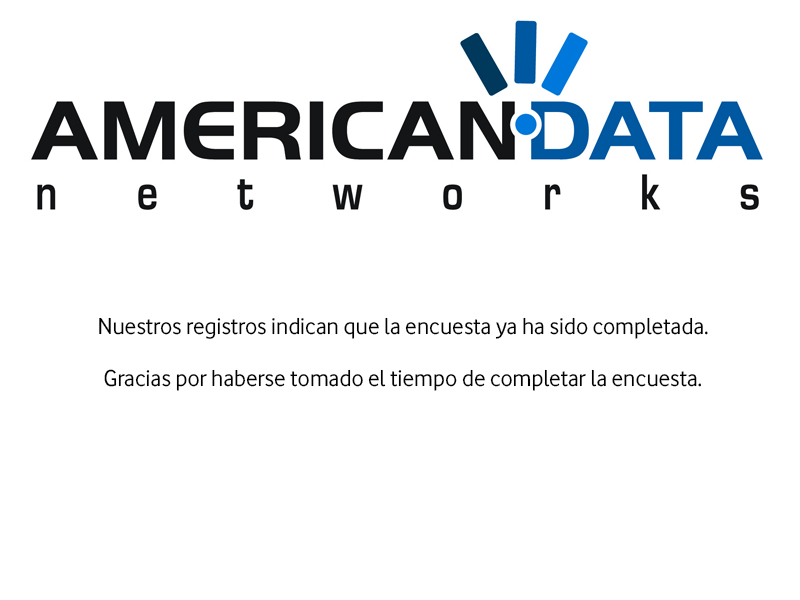 AMERICAN DATA
networks
Nuestros registros indican que la encuesta ya ha sido completada.
Gracias por haberse tomado el tiempo de completar la encuesta.